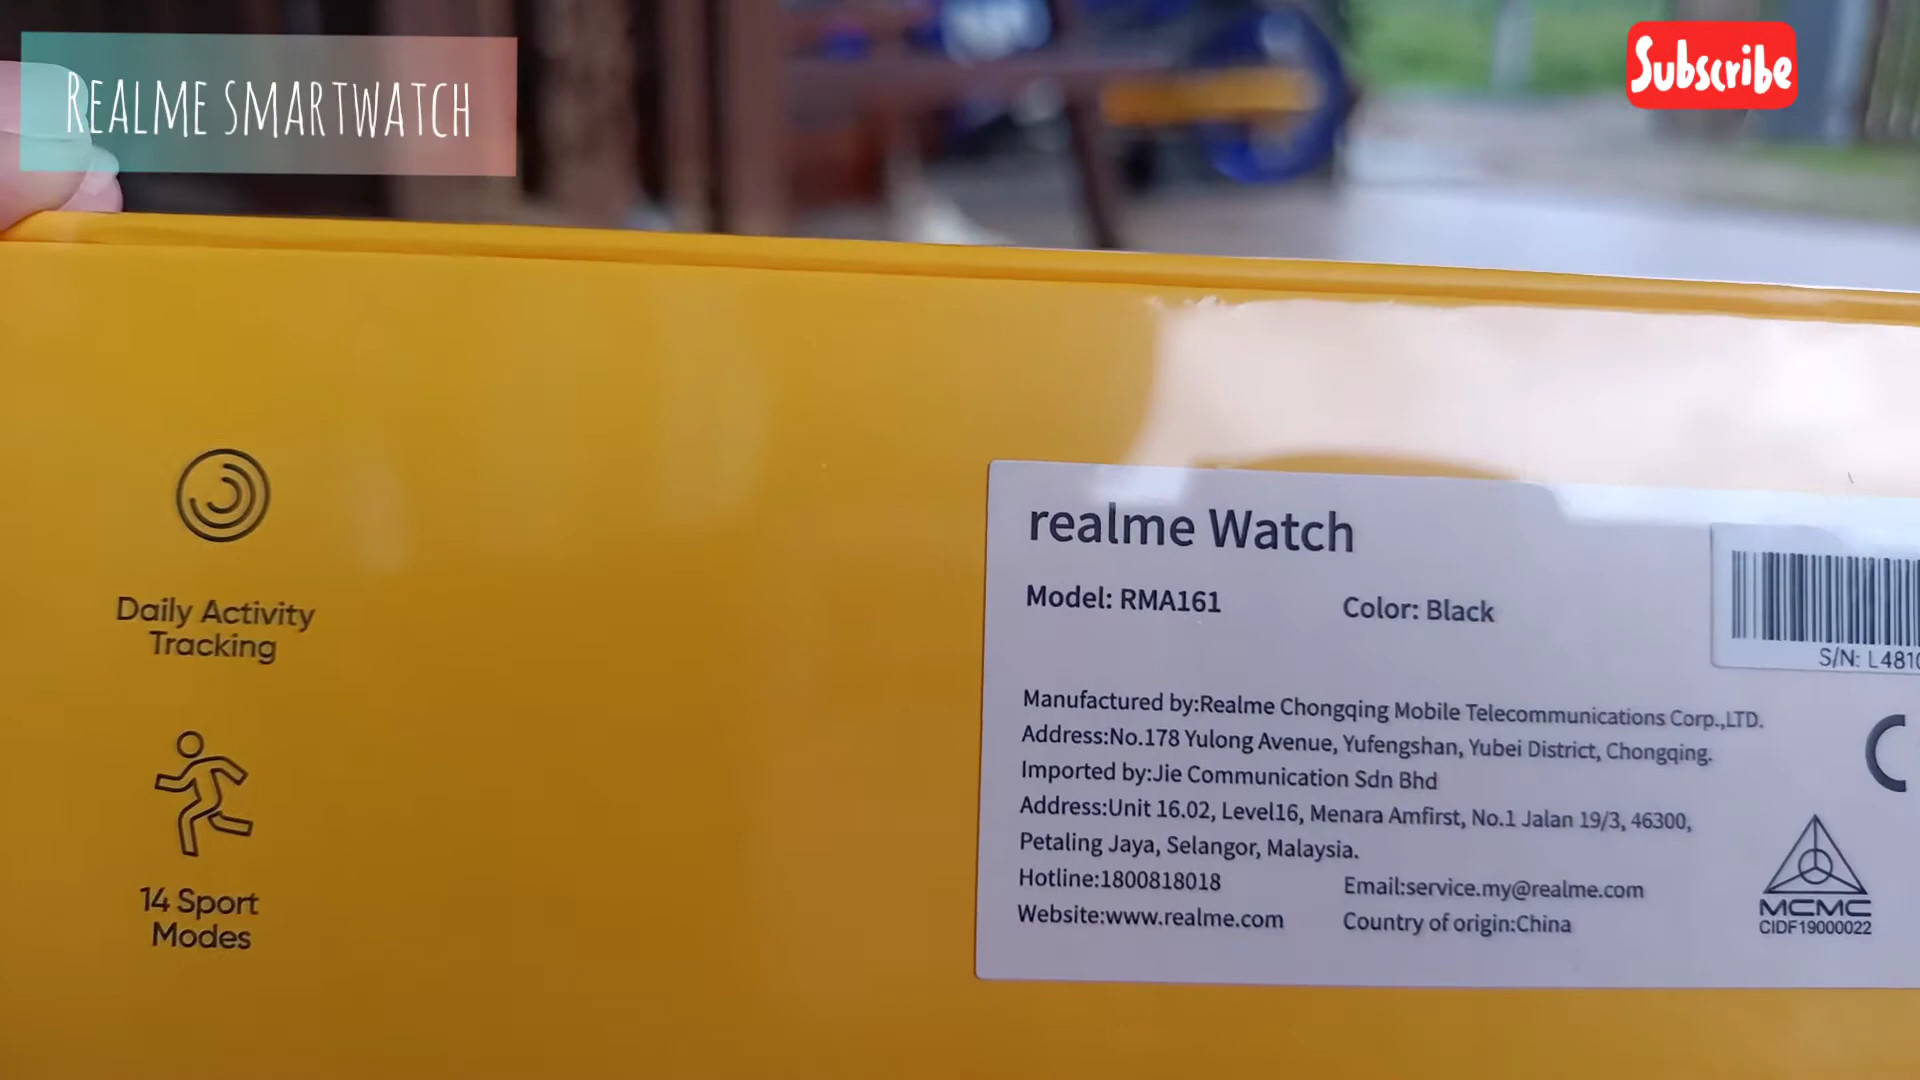 REALME SMARTWATCH
Subscribe
Daily Activity
Tracking
14 Sport
Modes
realme Watch
Model: RMA161
Color: Black
S/N: L481
Manufactured by:Realme Chongqing Mobile Telecommunications Corp.,LTD.
Address:No.178 Yulong Avenue, Yufengshan, Yubei District, Chongqing.
Imported by:Jie Communication Sdn Bhd
Address:Unit 16.02, Level16, Menara Amfirst, No.1 Jalan 19/3, 46300,
Petaling Jaya, Selangor, Malaysia.
Hotline:1800818018
Email:service.my@realme.com
Website:www.realme.com
Country of origin:China
MCMC
CIDF19000022